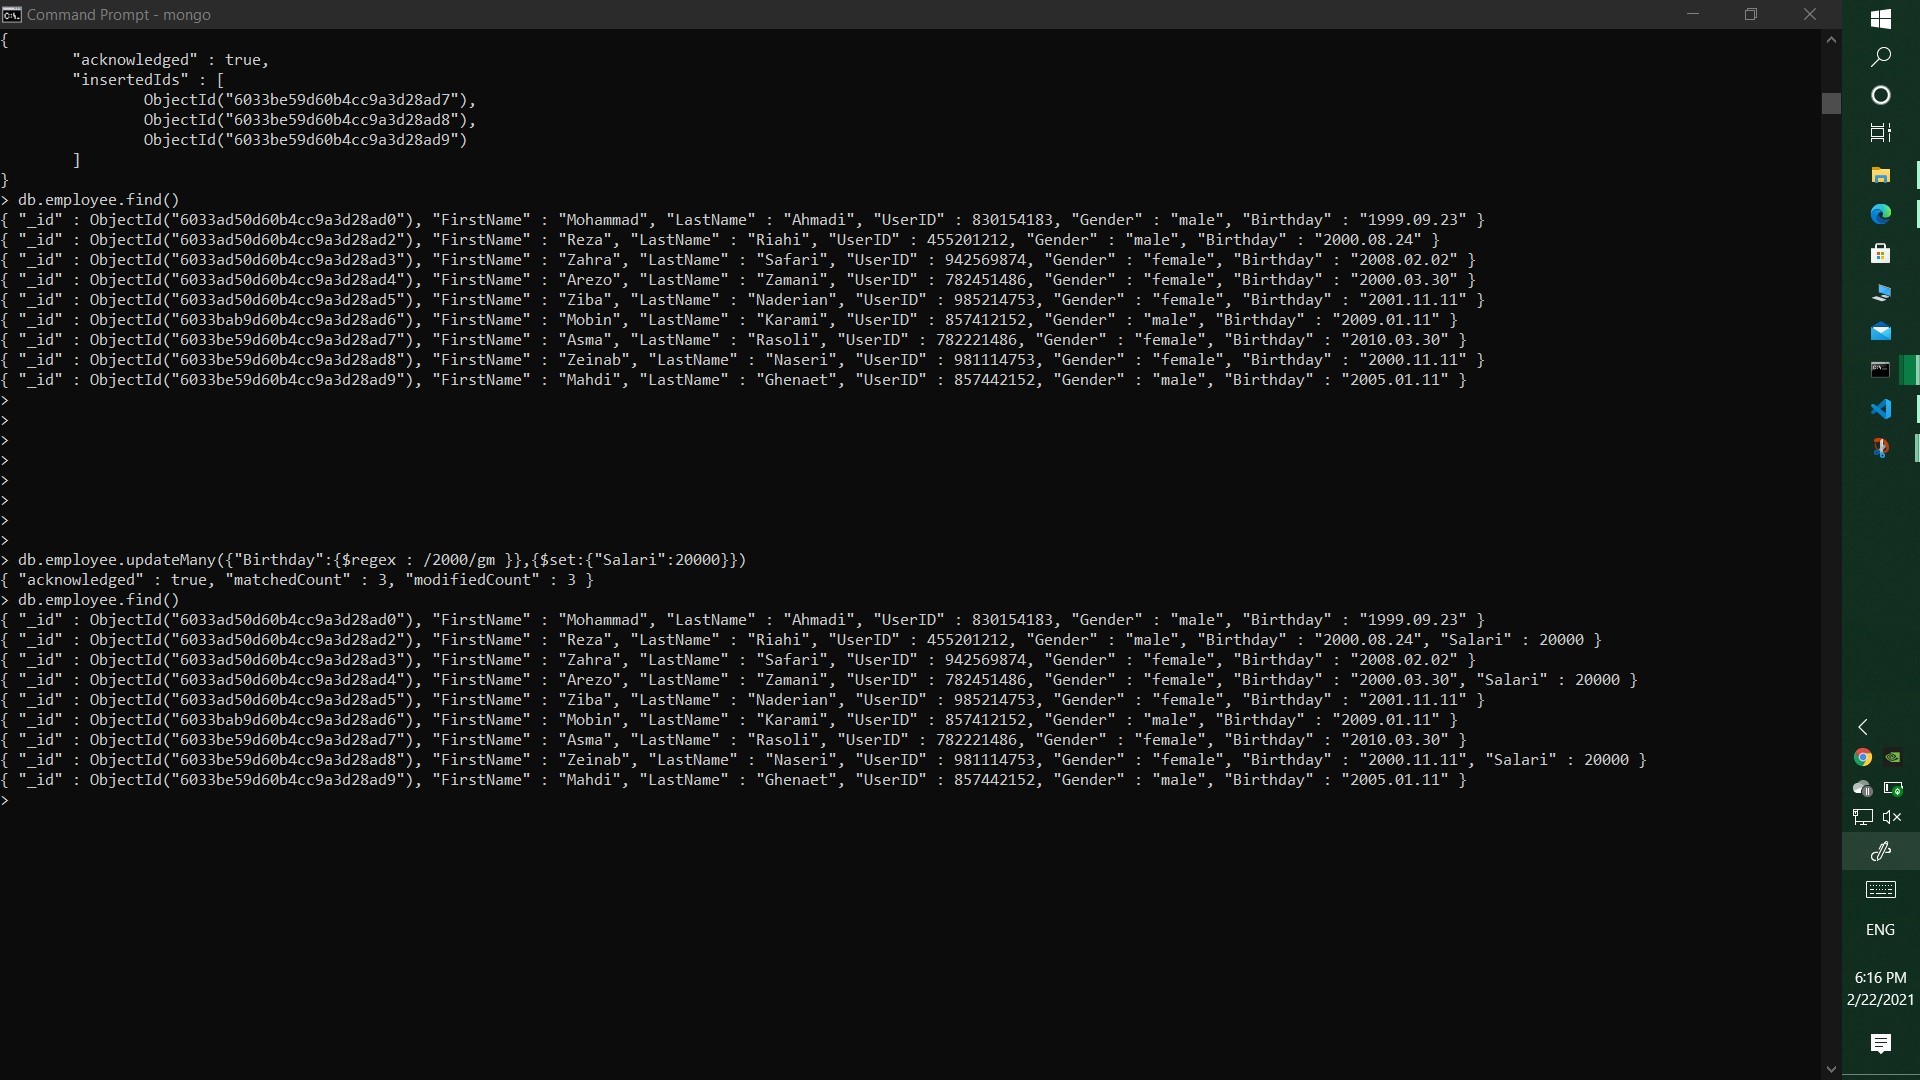 Command Prompt - mongo
{
        "acknowledged" : true,
        "insertedIds" : [
                ObjectId("6033be59d60b4cc9a3d28ad7"),
                ObjectId("6033be59d60b4cc9a3d28ad8"),
                ObjectId("6033be59d60b4cc9a3d28ad9")
        ]
}
> db.employee.find()
{ "_id" : ObjectId("6033ad50d60b4cc9a3d28ad0"), "FirstName" : "Mohammad", "LastName" : "Ahmadi", "UserID" : 830154183, "Gender" : "male", "Birthday" : "1999.09.23" }
{ "_id" : ObjectId("6033ad50d60b4cc9a3d28ad2"), "FirstName" : "Reza", "LastName" : "Riahi", "UserID" : 455201212, "Gender" : "male", "Birthday" : "2000.08.24" }
{ "_id" : ObjectId("6033ad50d60b4cc9a3d28ad3"), "FirstName" : "Zahra", "LastName" : "Safari", "UserID" : 942569874, "Gender" : "female", "Birthday" : "2008.02.02" }
{ "_id" : ObjectId("6033ad50d60b4cc9a3d28ad4"), "FirstName" : "Arezo", "LastName" : "Zamani", "UserID" : 782451486, "Gender" : "female", "Birthday" : "2000.03.30" }
{ "_id" : ObjectId("6033ad50d60b4cc9a3d28ad5"), "FirstName" : "Ziba", "LastName" : "Naderian", "UserID" : 985214753, "Gender" : "female", "Birthday" : "2001.11.11" }
{ "_id" : ObjectId("6033bab9d60b4cc9a3d28ad6"), "FirstName" : "Mobin", "LastName" : "Karami", "UserID" : 857412152, "Gender" : "male", "Birthday" : "2009.01.11" }
{ "_id" : ObjectId("6033be59d60b4cc9a3d28ad7"), "FirstName" : "Asma", "LastName" : "Rasoli", "UserID" : 782221486, "Gender" : "female", "Birthday" : "2010.03.30" }
{ "_id" : ObjectId("6033be59d60b4cc9a3d28ad8"), "FirstName" : "Zeinab", "LastName" : "Naseri", "UserID" : 981114753, "Gender" : "female", "Birthday" : "2000.11.11" }
{ "_id" : ObjectId("6033be59d60b4cc9a3d28ad9"), "FirstName" : "Mahdi", "LastName" : "Ghenaet", "UserID" : 857442152, "Gender" : "male", "Birthday" : "2005.01.11" }
>
>
>
>
>
>
>
>
> db.employee.updateMany({"Birthday":{$regex : /2000/gm }},{$set:{"Salari":20000}})
{ "acknowledged" : true, "matchedCount" : 3, "modifiedCount" : 3 }
> db.employee.find()
{ "_id" : ObjectId("6033ad50d60b4cc9a3d28ad0"), "FirstName" : "Mohammad", "LastName" : "Ahmadi", "UserID" : 830154183, "Gender" : "male", "Birthday" : "1999.09.23" }
{ "_id" : ObjectId("6033ad50d60b4cc9a3d28ad2"), "FirstName" : "Reza", "LastName" : "Riahi", "UserID" : 455201212, "Gender" : "male", "Birthday" : "2000.08.24", "Salari" : 20000 }
{ "_id" : ObjectId("6033ad50d60b4cc9a3d28ad3"), "FirstName" : "Zahra", "LastName" : "Safari", "UserID" : 942569874, "Gender" : "female", "Birthday" : "2008.02.02" }
{ "_id" : ObjectId("6033ad50d60b4cc9a3d28ad4"), "FirstName" : "Arezo", "LastName" : "Zamani", "UserID" : 782451486, "Gender" : "female", "Birthday" : "2000.03.30", "Salari" : 20000 }
{ "_id" : ObjectId("6033ad50d60b4cc9a3d28ad5"), "FirstName" : "Ziba", "LastName" : "Naderian", "UserID" : 985214753, "Gender" : "female", "Birthday" : "2001.11.11" }
{ "_id" : ObjectId("6033bab9d60b4cc9a3d28ad6"), "FirstName" : "Mobin", "LastName" : "Karami", "UserID" : 857412152, "Gender" : "male", "Birthday" : "2009.01.11" }
{ "_id" : ObjectId("6033be59d60b4cc9a3d28ad7"), "FirstName" : "Asma", "LastName" : "Rasoli", "UserID" : 782221486, "Gender" : "female", "Birthday" : "2010.03.30" }
{ "_id" : ObjectId("6033be59d60b4cc9a3d28ad8"), "FirstName" : "Zeinab", "LastName" : "Naseri", "UserID" : 981114753, "Gender" : "female", "Birthday" : "2000.11.11", "Salari" : 20000 }
{ "_id" : ObjectId("6033be59d60b4cc9a3d28ad9"), "FirstName" : "Mahdi", "LastName" : "Ghenaet", "UserID" : 857442152, "Gender" : "male", "Birthday" : "2005.01.11" }
>
ENG
6:16 PM
2/22/2021